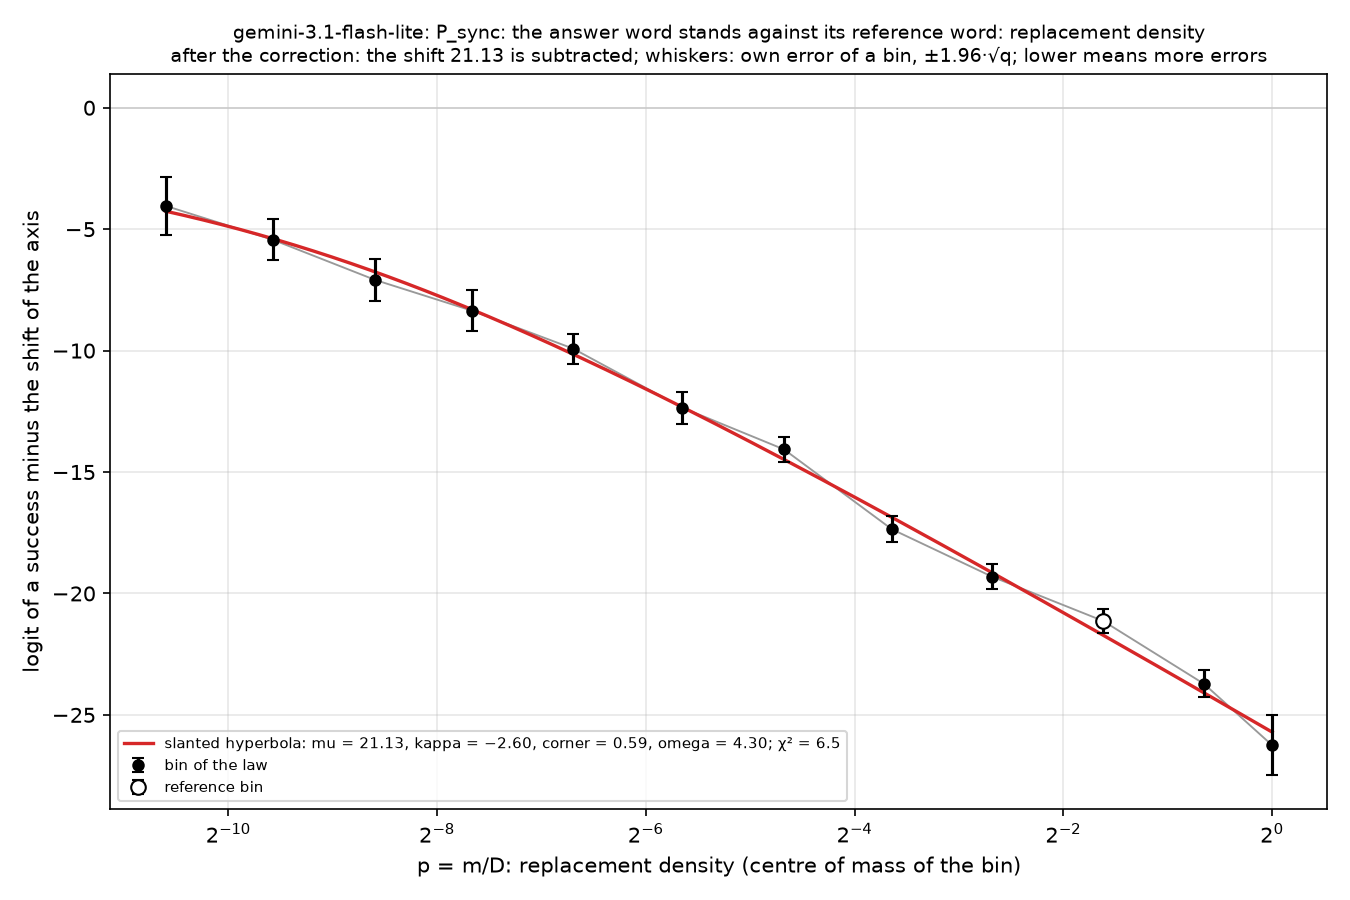 gemini-3.1-flash-lite: P_sync: the answer word stands against its reference word: replacement density
after the correction: the shift 21.13 is subtracted; whiskers: own error of a bin, ±1.96·√q; lower means more errors
logit of a success minus the shift of the axis
0
−5
−10
−15
−20
−25
slanted hyperbola: mu = 21.13, kappa = −2.60, corner = 0.59, omega = 4.30; χ² = 6.5
bin of the law
reference bin
2⁻¹⁰ 2⁻⁸ 2⁻⁶ 2⁻⁴ 2⁻² 2⁰
p = m/D: replacement density (centre of mass of the bin)